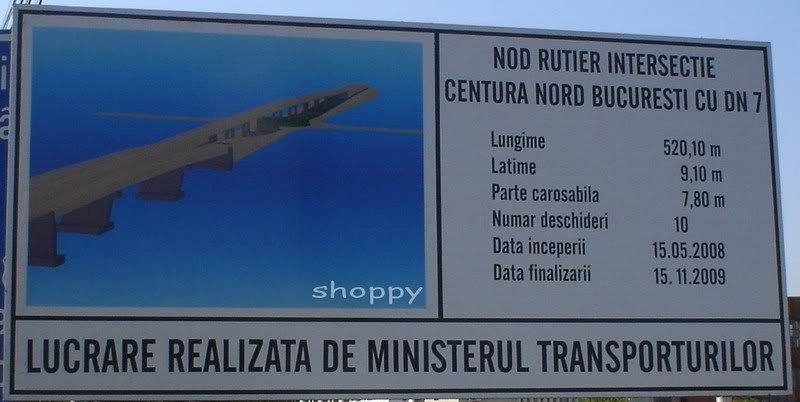 NOD RUTIER INTERSECTIE
CENTURA NORD BUCURESTI CU DN 7
Lungime 520,10 m
Latime 9,10 m
Parte carosabila 7,80 m
Numar deschideri 10
Data inceperii 15.05.2008
Data finalizarii 15.11.2009
shoppy
LUCRARE REALIZATA DE MINISTERUL TRANSPORTURILOR